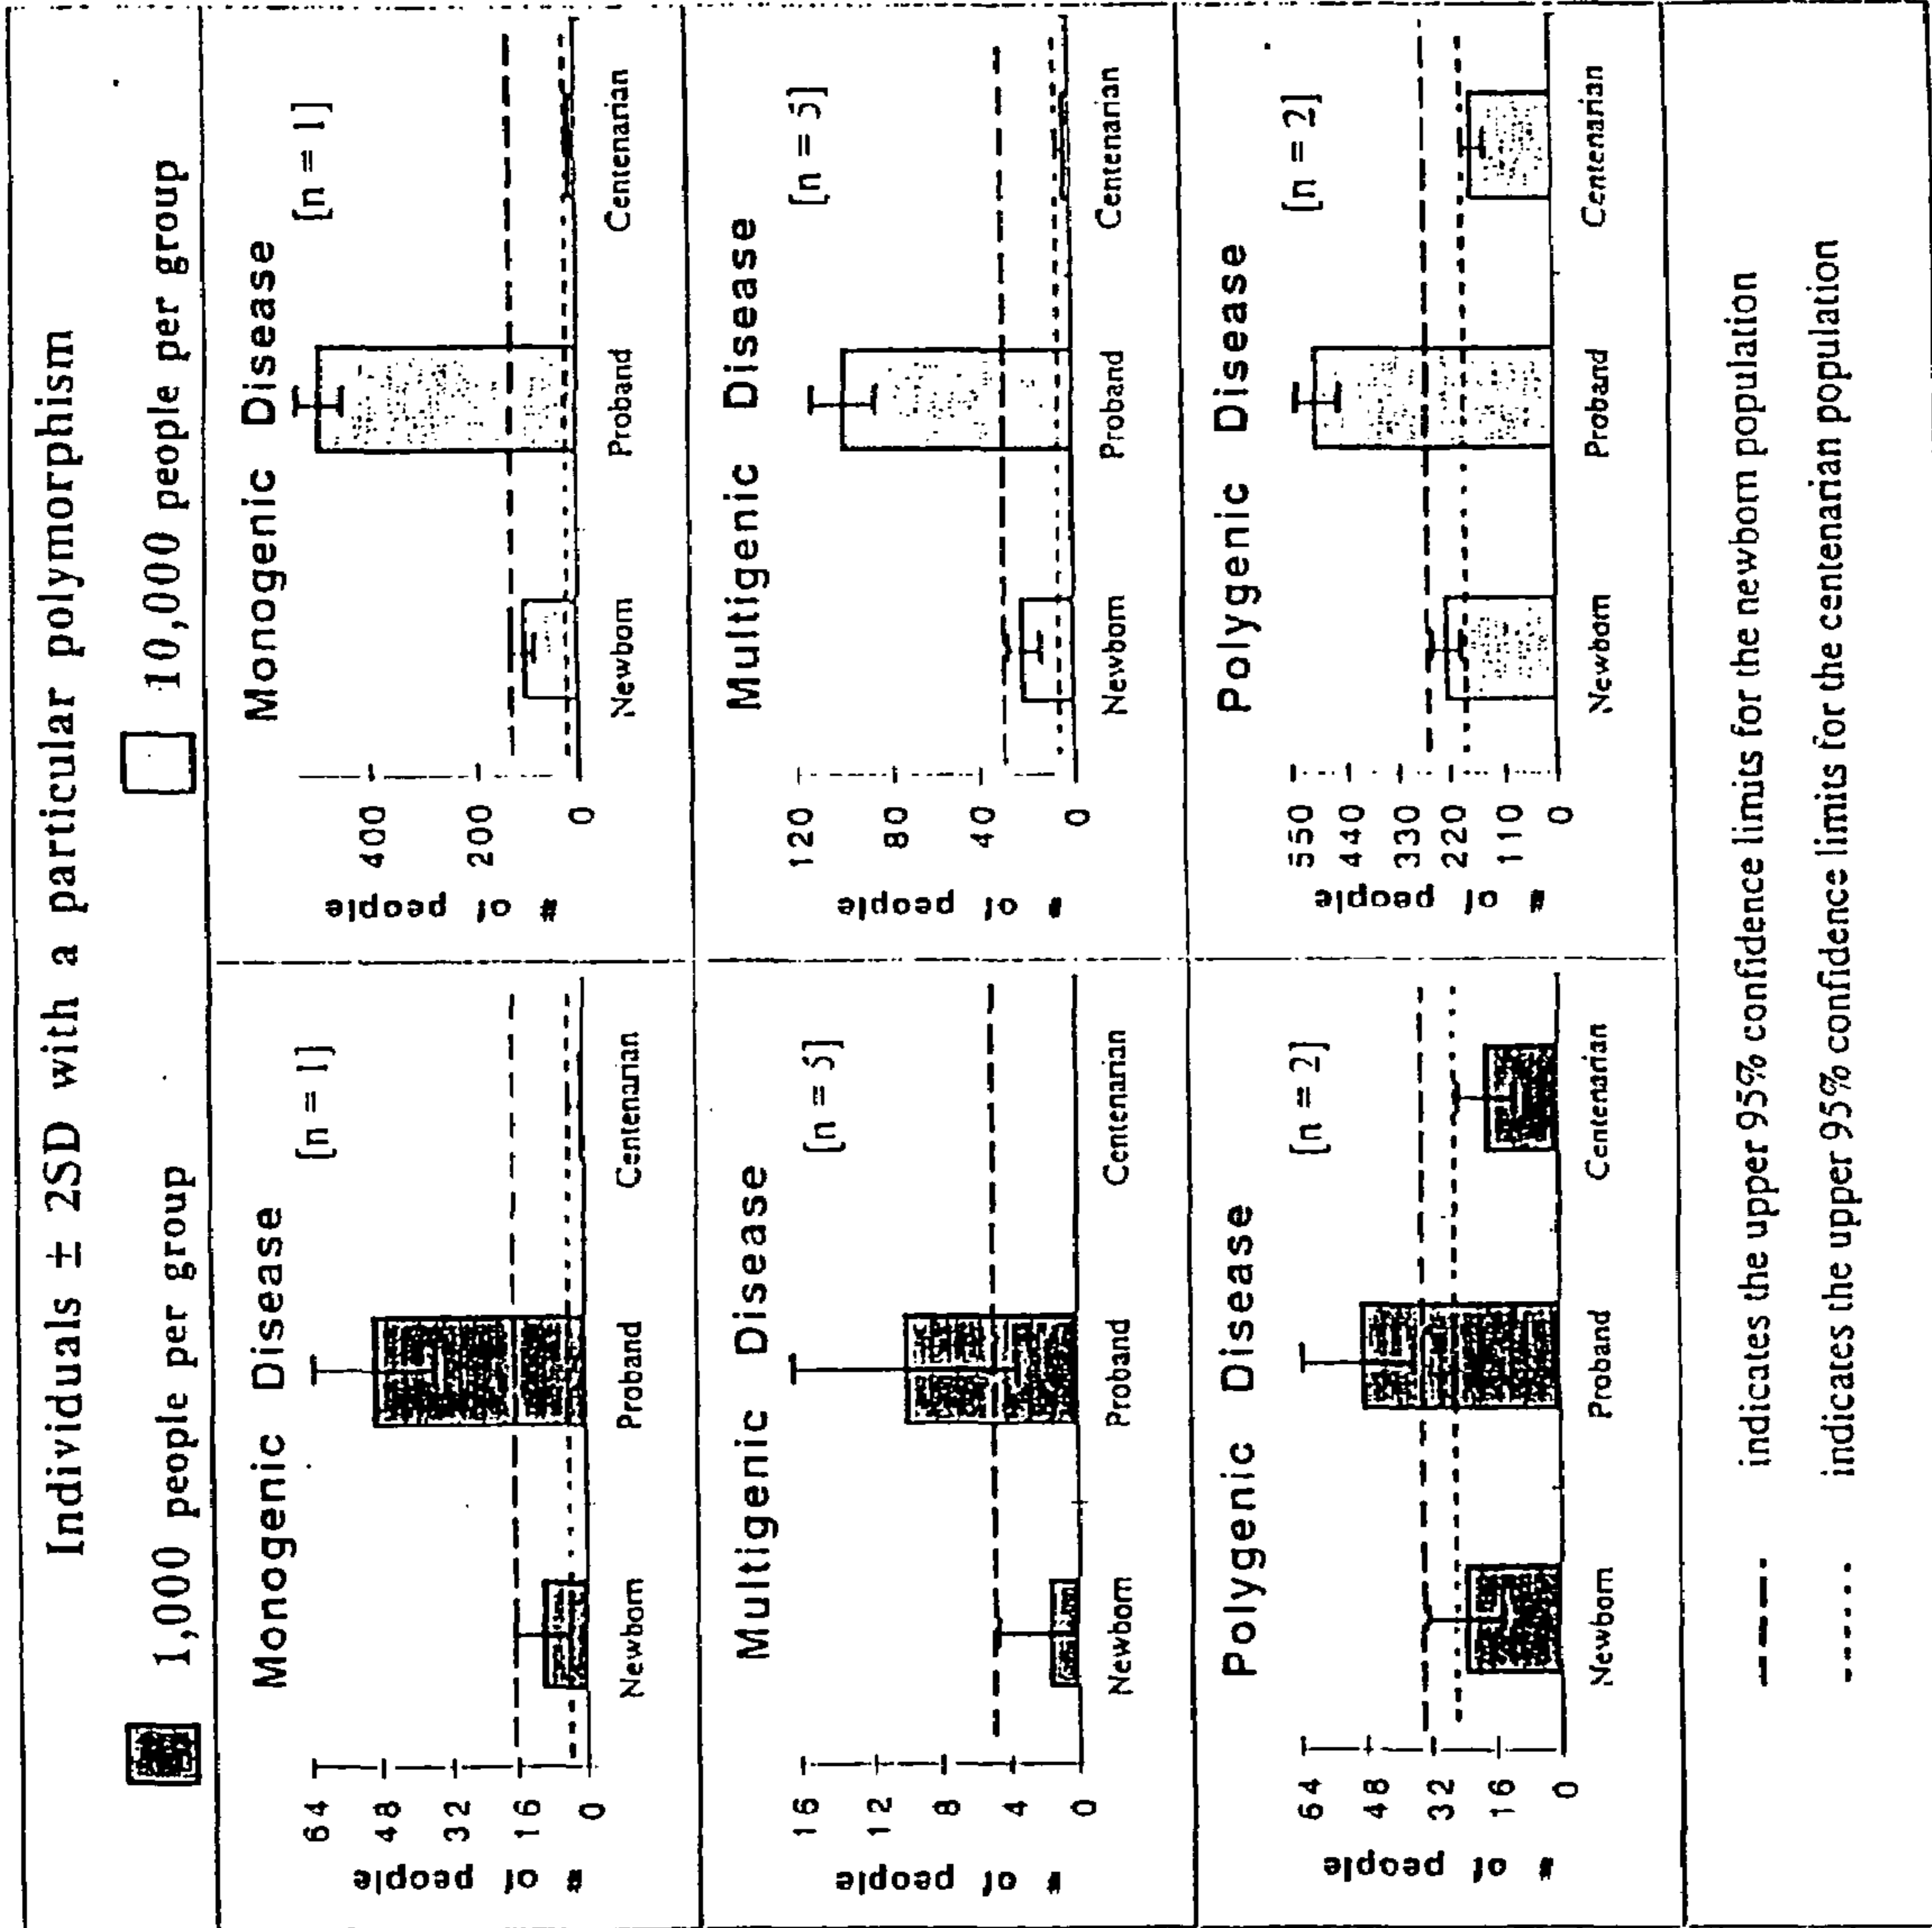 Individuals ± 2SD with a particular polymorphism
1,000 people per group
10,000 people per group
Monogenic Disease
[n = 1]
# of people
64
48
32
16
0
Newborn
Proband
Centenarian
Monogenic Disease
[n = 1]
# of people
400
200
0
Newborn
Proband
Centenarian
Multigenic Disease
[n = 5]
# of people
16
12
8
4
0
Newborn
Proband
Centenarian
Multigenic Disease
[n = 5]
# of people
120
80
40
0
Newborn
Proband
Centenarian
Polygenic Disease
[n = 2]
# of people
64
48
32
16
0
Newborn
Proband
Centenarian
Polygenic Disease
[n = 2]
# of people
550
440
330
220
110
0
Newborn
Proband
Centenarian
indicates the upper 95% confidence limits for the newborn population
indicates the upper 95% confidence limits for the centenarian population